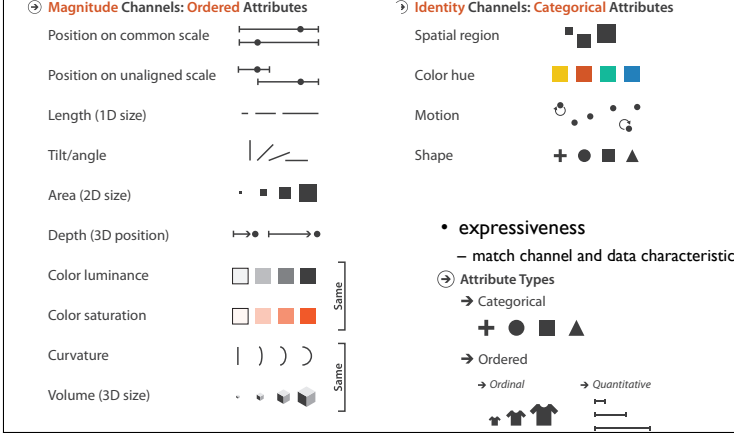 Magnitude Channels: Ordered Attributes
Position on common scale
Position on unaligned scale
Length (1D size)
Tilt/angle
Area (2D size)
Depth (3D position)
Color luminance
Color saturation
Same
Curvature
Volume (3D size)
Same
Identity Channels: Categorical Attributes
Spatial region
Color hue
Motion
Shape
• expressiveness
– match channel and data characteristic
Attribute Types
Categorical
Ordered
Ordinal
Quantitative